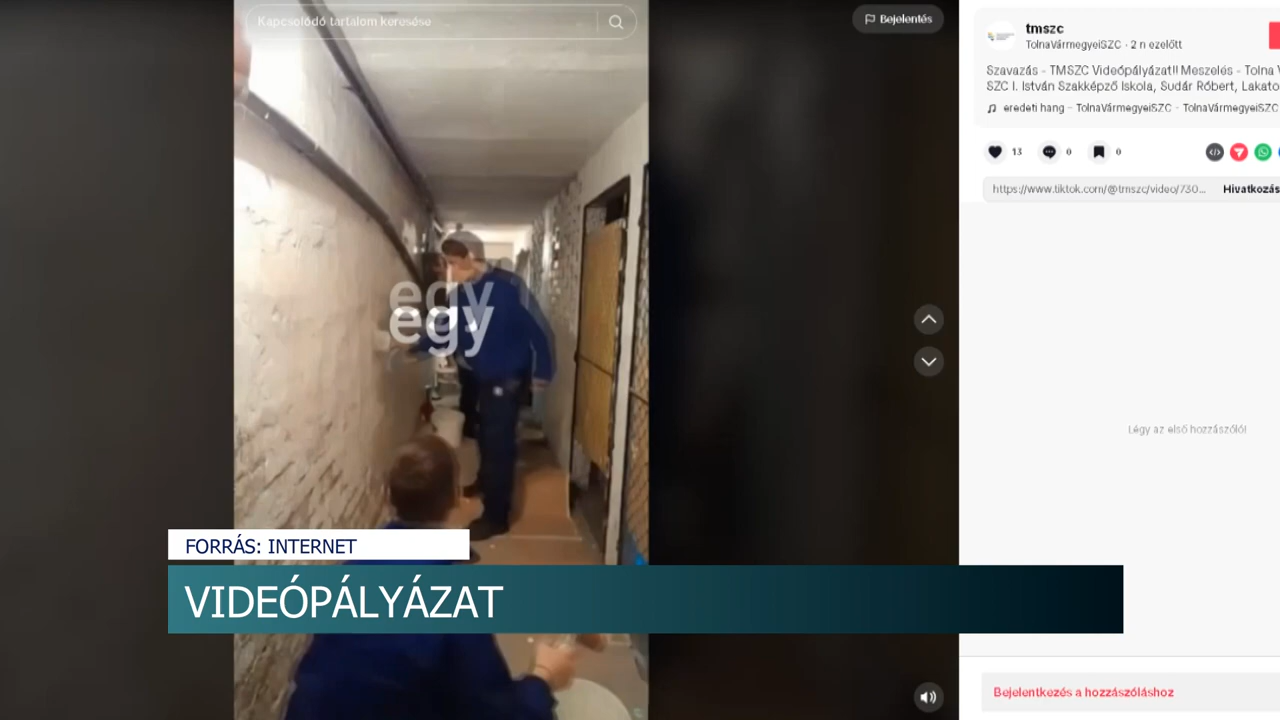 Kapcsolódó tartalom keresése
Bejelentés
egy
egy
tmszc
TolnaVármegyeiSZC · 2 n ezelőtt
Szavazás - TMSZC Videópályázat!! Meszelés - Tolna
SZC I. István Szakképző Iskola, Sudár Róbert, Lakato
eredeti hang - TolnaVármegyeiSZC - TolnaVármegyeiSZC
13
0
0
https://www.tiktok.com/@tmszc/video/730...
Hivatkozás
Légy az első hozzászóló!
FORRÁS: INTERNET
VIDEÓPÁLYÁZAT
Bejelentkezés a hozzászóláshoz